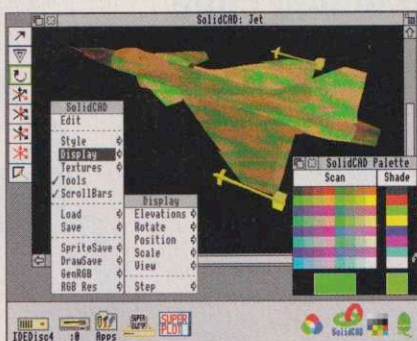 SolidCAD: Jet
SolidCAD
Edit
Style
Display
Textures
Tools
ScrollBars
Load
Save
SpriteSave
DrawSave
GenRGB
RGB Res
Display
Elevations
Rotate
Position
Scale
View
Step
SolidCAD Palette
Scan
Shade
SUPER
SUPER
PLOT
IDEDisc4
:0
Apps
SolidCAD